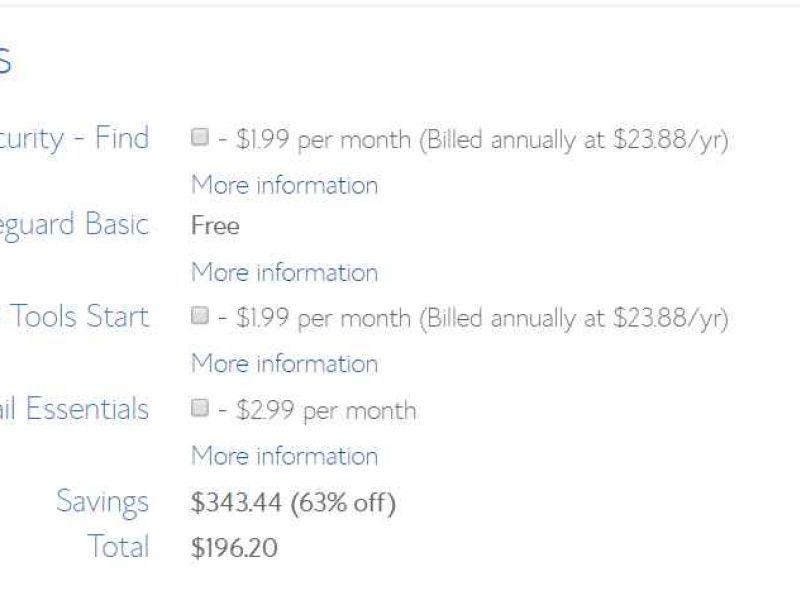 s
curity - Find - $1.99 per month (Billed annually at $23.88/yr)
More information
eguard Basic Free
More information
Tools Start - $1.99 per month (Billed annually at $23.88/yr)
More information
ail Essentials - $2.99 per month
More information
Savings $343.44 (63% off)
Total $196.20